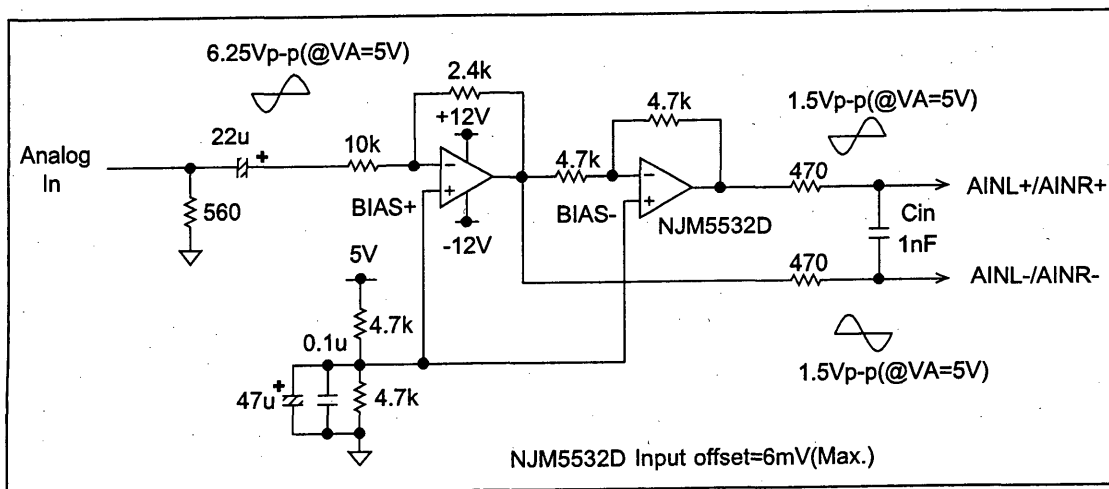 6.25Vp-p(@VA=5V)
2.4k
+12V
4.7k
1.5Vp-p(@VA=5V)
22u
+
10k
Analog
In
4.7k
470
AINL+/AINR+
560
BIAS+
-12V
BIAS-
NJM5532D
Cin
1nF
5V
470
AINL-/AINR-
4.7k
0.1u
1.5Vp-p(@VA=5V)
47u
+
4.7k
NJM5532D Input offset=6mV(Max.)